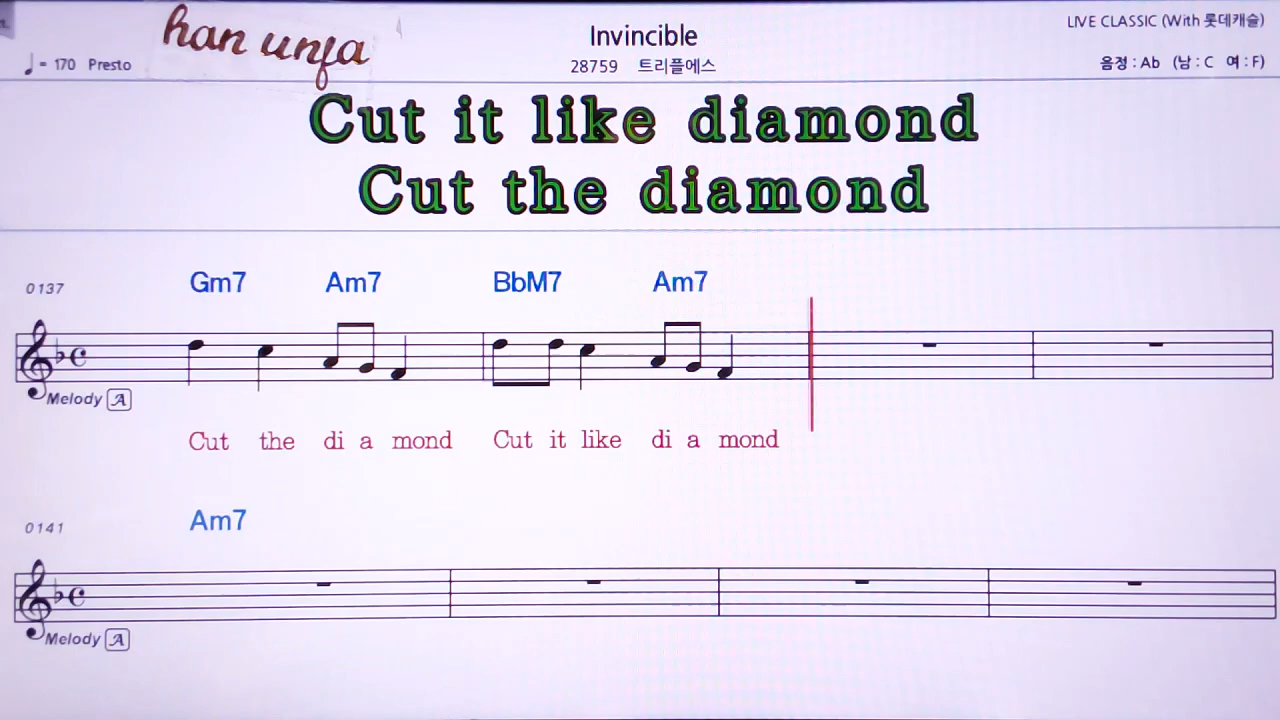 han unfa
Invincible
LIVE CLASSIC (With 롯데캐슬)
♩ = 170 Presto
28759 트리플에스
음정 : Ab (남 : C 여 : F)
Cut it like diamond
Cut the diamond
0137
Gm7 Am7 BbM7 Am7
Melody A
Cut the di a mond Cut it like di a mond
0141
Am7
Melody A